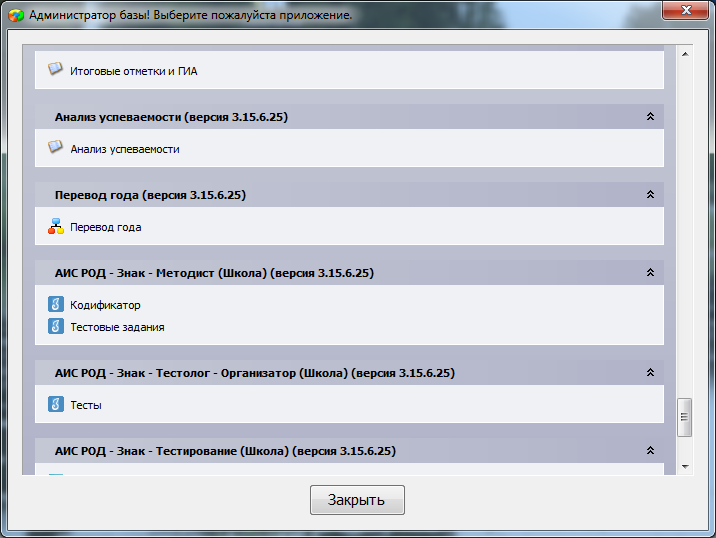 Администратор базы! Выберите пожалуйста приложение.
Итоговые отметки и ГИА
Анализ успеваемости (версия 3.15.6.25)
Анализ успеваемости
Перевод года (версия 3.15.6.25)
Перевод года
АИС РОД - Знак - Методист (Школа) (версия 3.15.6.25)
Кодификатор
Тестовые задания
АИС РОД - Знак - Тестолог - Организатор (Школа) (версия 3.15.6.25)
Тесты
АИС РОД - Знак - Тестирование (Школа) (версия 3.15.6.25)
Закрыть